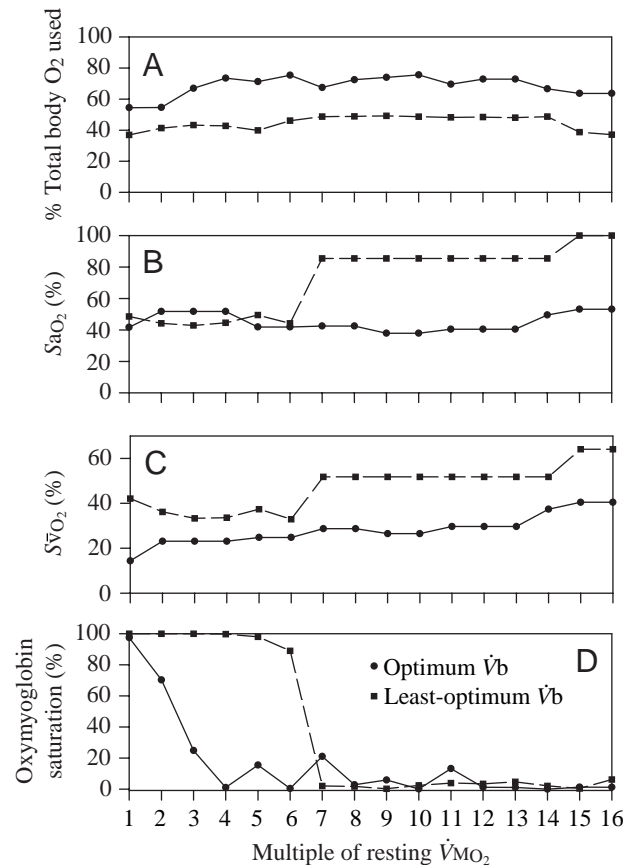 100
80
60
40
20
0
% Total body O2 used
A
100
80
60
40
20
0
SaO2 (%)
B
60
40
20
0
Sv̄O2 (%)
C
100
80
60
40
20
0
Oxymyoglobin
saturation (%)
D
Optimum V̇b
Least-optimum V̇b
1 2 3 4 5 6 7 8 9 10 11 12 13 14 15 16
Multiple of resting V̇MO2